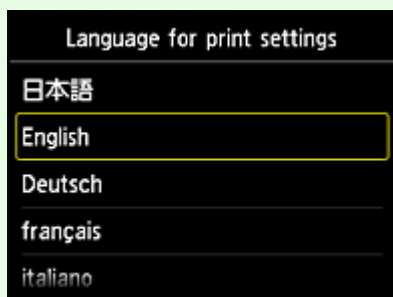 Language for print settings
日本語
English
Deutsch
français
italiano